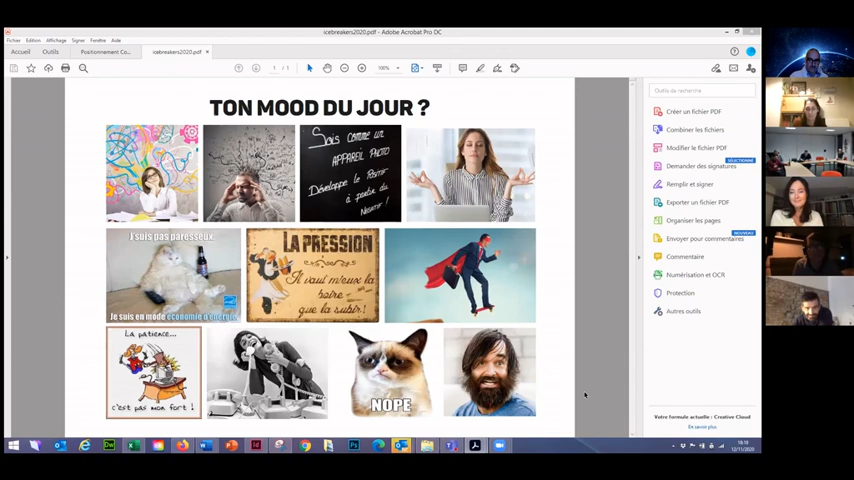 icebreakers2020.pdf - Adobe Acrobat Pro DC
Fichier Edition Affichage Signer Fenêtre Aide
Accueil Outils Positionnement Co... icebreakers2020.pdf ×
1 / 1 100%
TON MOOD DU JOUR ?
Sois comme un
APPAREIL PHOTO
Développe le Positif
à partir du
Négatif !
J'suis pas paresseux.
Je suis en mode économie d'énergie
LA PRESSION
Il vaut mieux la
boire
que la subir!
La patience...
c'est pas mon fort !
NOPE
Outils de recherche
Créer un fichier PDF
Combiner les fichiers
Modifier le fichier PDF
SÉLECTIONNÉ
Demander des signatures
Remplir et signer
Exporter un fichier PDF
Organiser les pages
NOUVEAU
Envoyer pour commentaires
Commentaire
Numérisation et OCR
Protection
Autres outils
Votre formule actuelle : Creative Cloud
En savoir plus
12/11/2020